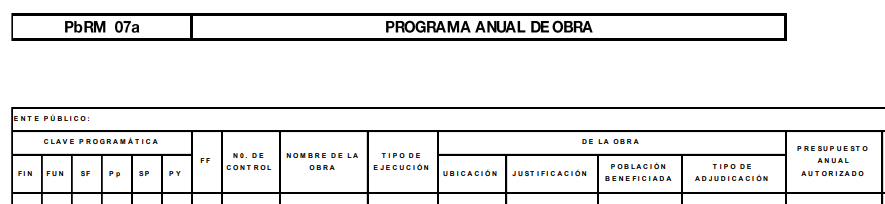 PbRM 07a PROGRAMA ANUAL DE OBRA
ENTE PÚBLICO:
CLAVE PROGRAMÁTICA
FF
N0. DE
CONTROL
NOMBRE DE LA
OBRA
TIPO DE
EJECUCIÓN
DE LA OBRA
PRESUPUESTO
ANUAL
AUTORIZADO
FIN FUN SF Pp SP PY
UBICACIÓN
JUSTIFICACIÓN
POBLACIÓN
BENEFICIADA
TIPO DE
ADJUDICACIÓN